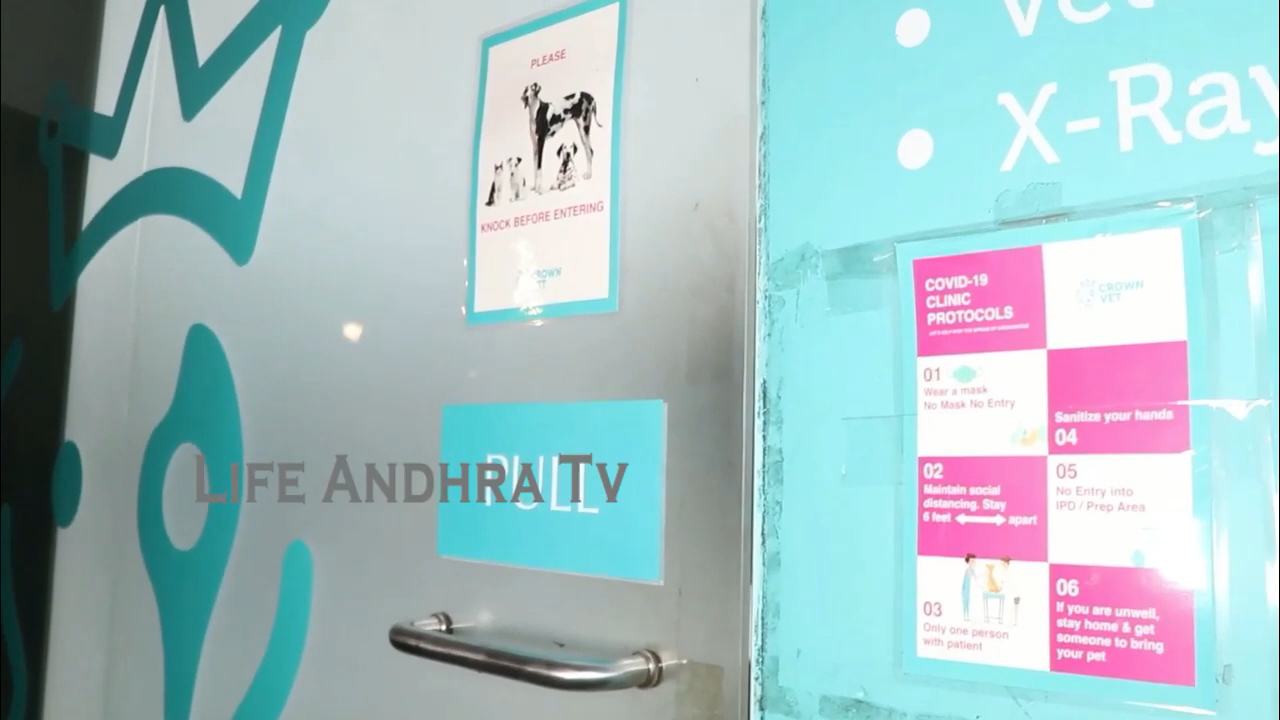 PLEASE
KNOCK BEFORE ENTERING
CROWN
VET
PULL
LIFE ANDHRA TV
Vet
X-Ray
COVID-19
CLINIC
PROTOCOLS
CROWN
VET
01
Wear a mask
No Mask No Entry
Sanitize your hands
04
02
Maintain social
distancing. Stay
6 feet apart
05
No Entry into
IPD / Prep Area
03
Only one person
with patient
06
If you are unwell,
stay home & get
someone to bring
your pet